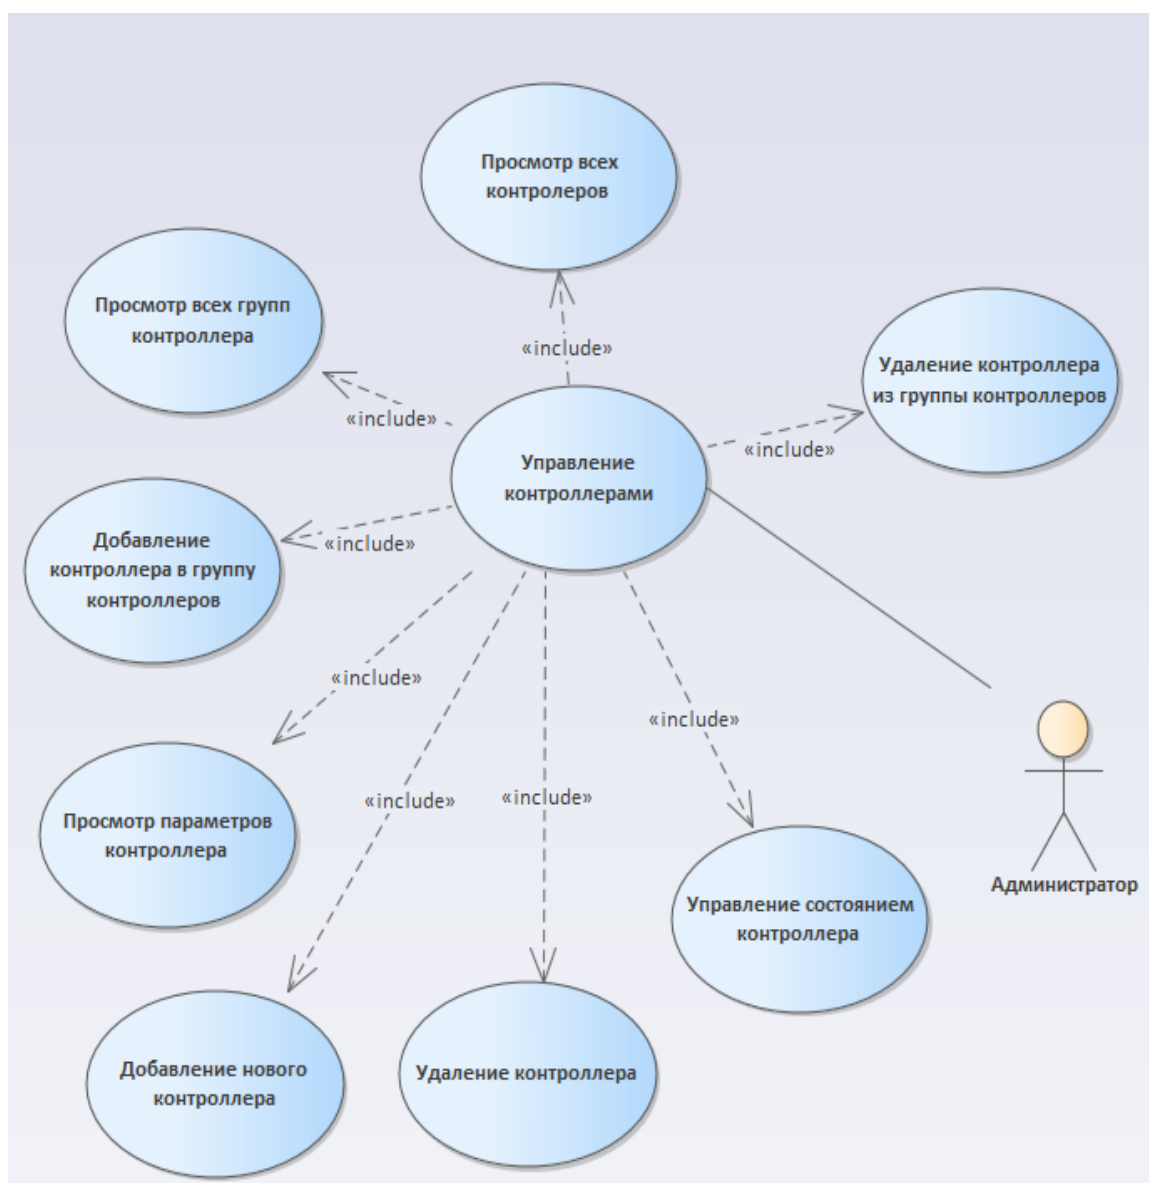 Просмотр всех
контролеров
Просмотр всех групп
контроллера
«include»
Удаление контроллера
из группы контроллеров
«include»
«include»
Управление
контроллерами
Добавление
контроллера в группу
контроллеров
«include»
«include»
«include»
«include»
«include»
Просмотр параметров
контроллера
Администратор
Управление состоянием
контроллера
Добавление нового
контроллера
Удаление контроллера